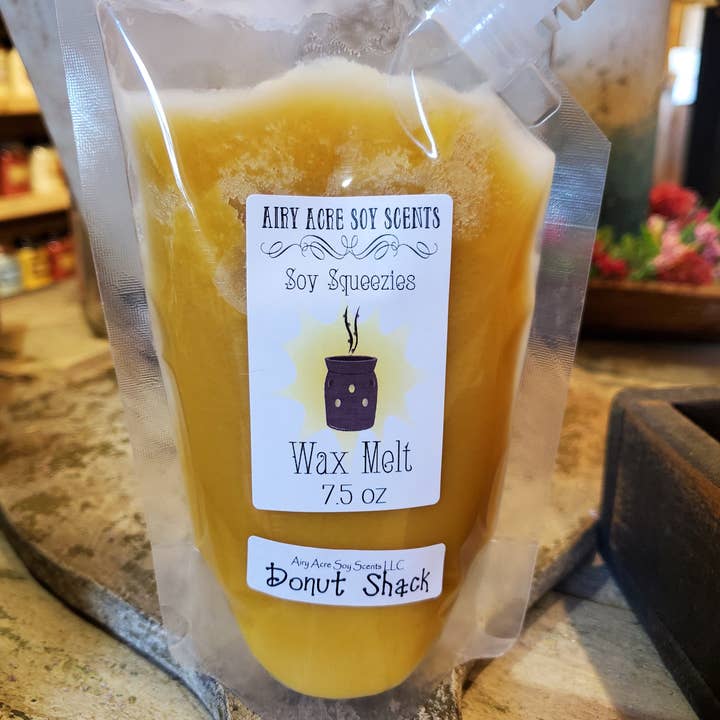 AIRY ACRE SOY SCENTS
Soy Squeezies
Wax Melt
7.5 oz
Airy Acre Soy Scents LLC
Donut Shack